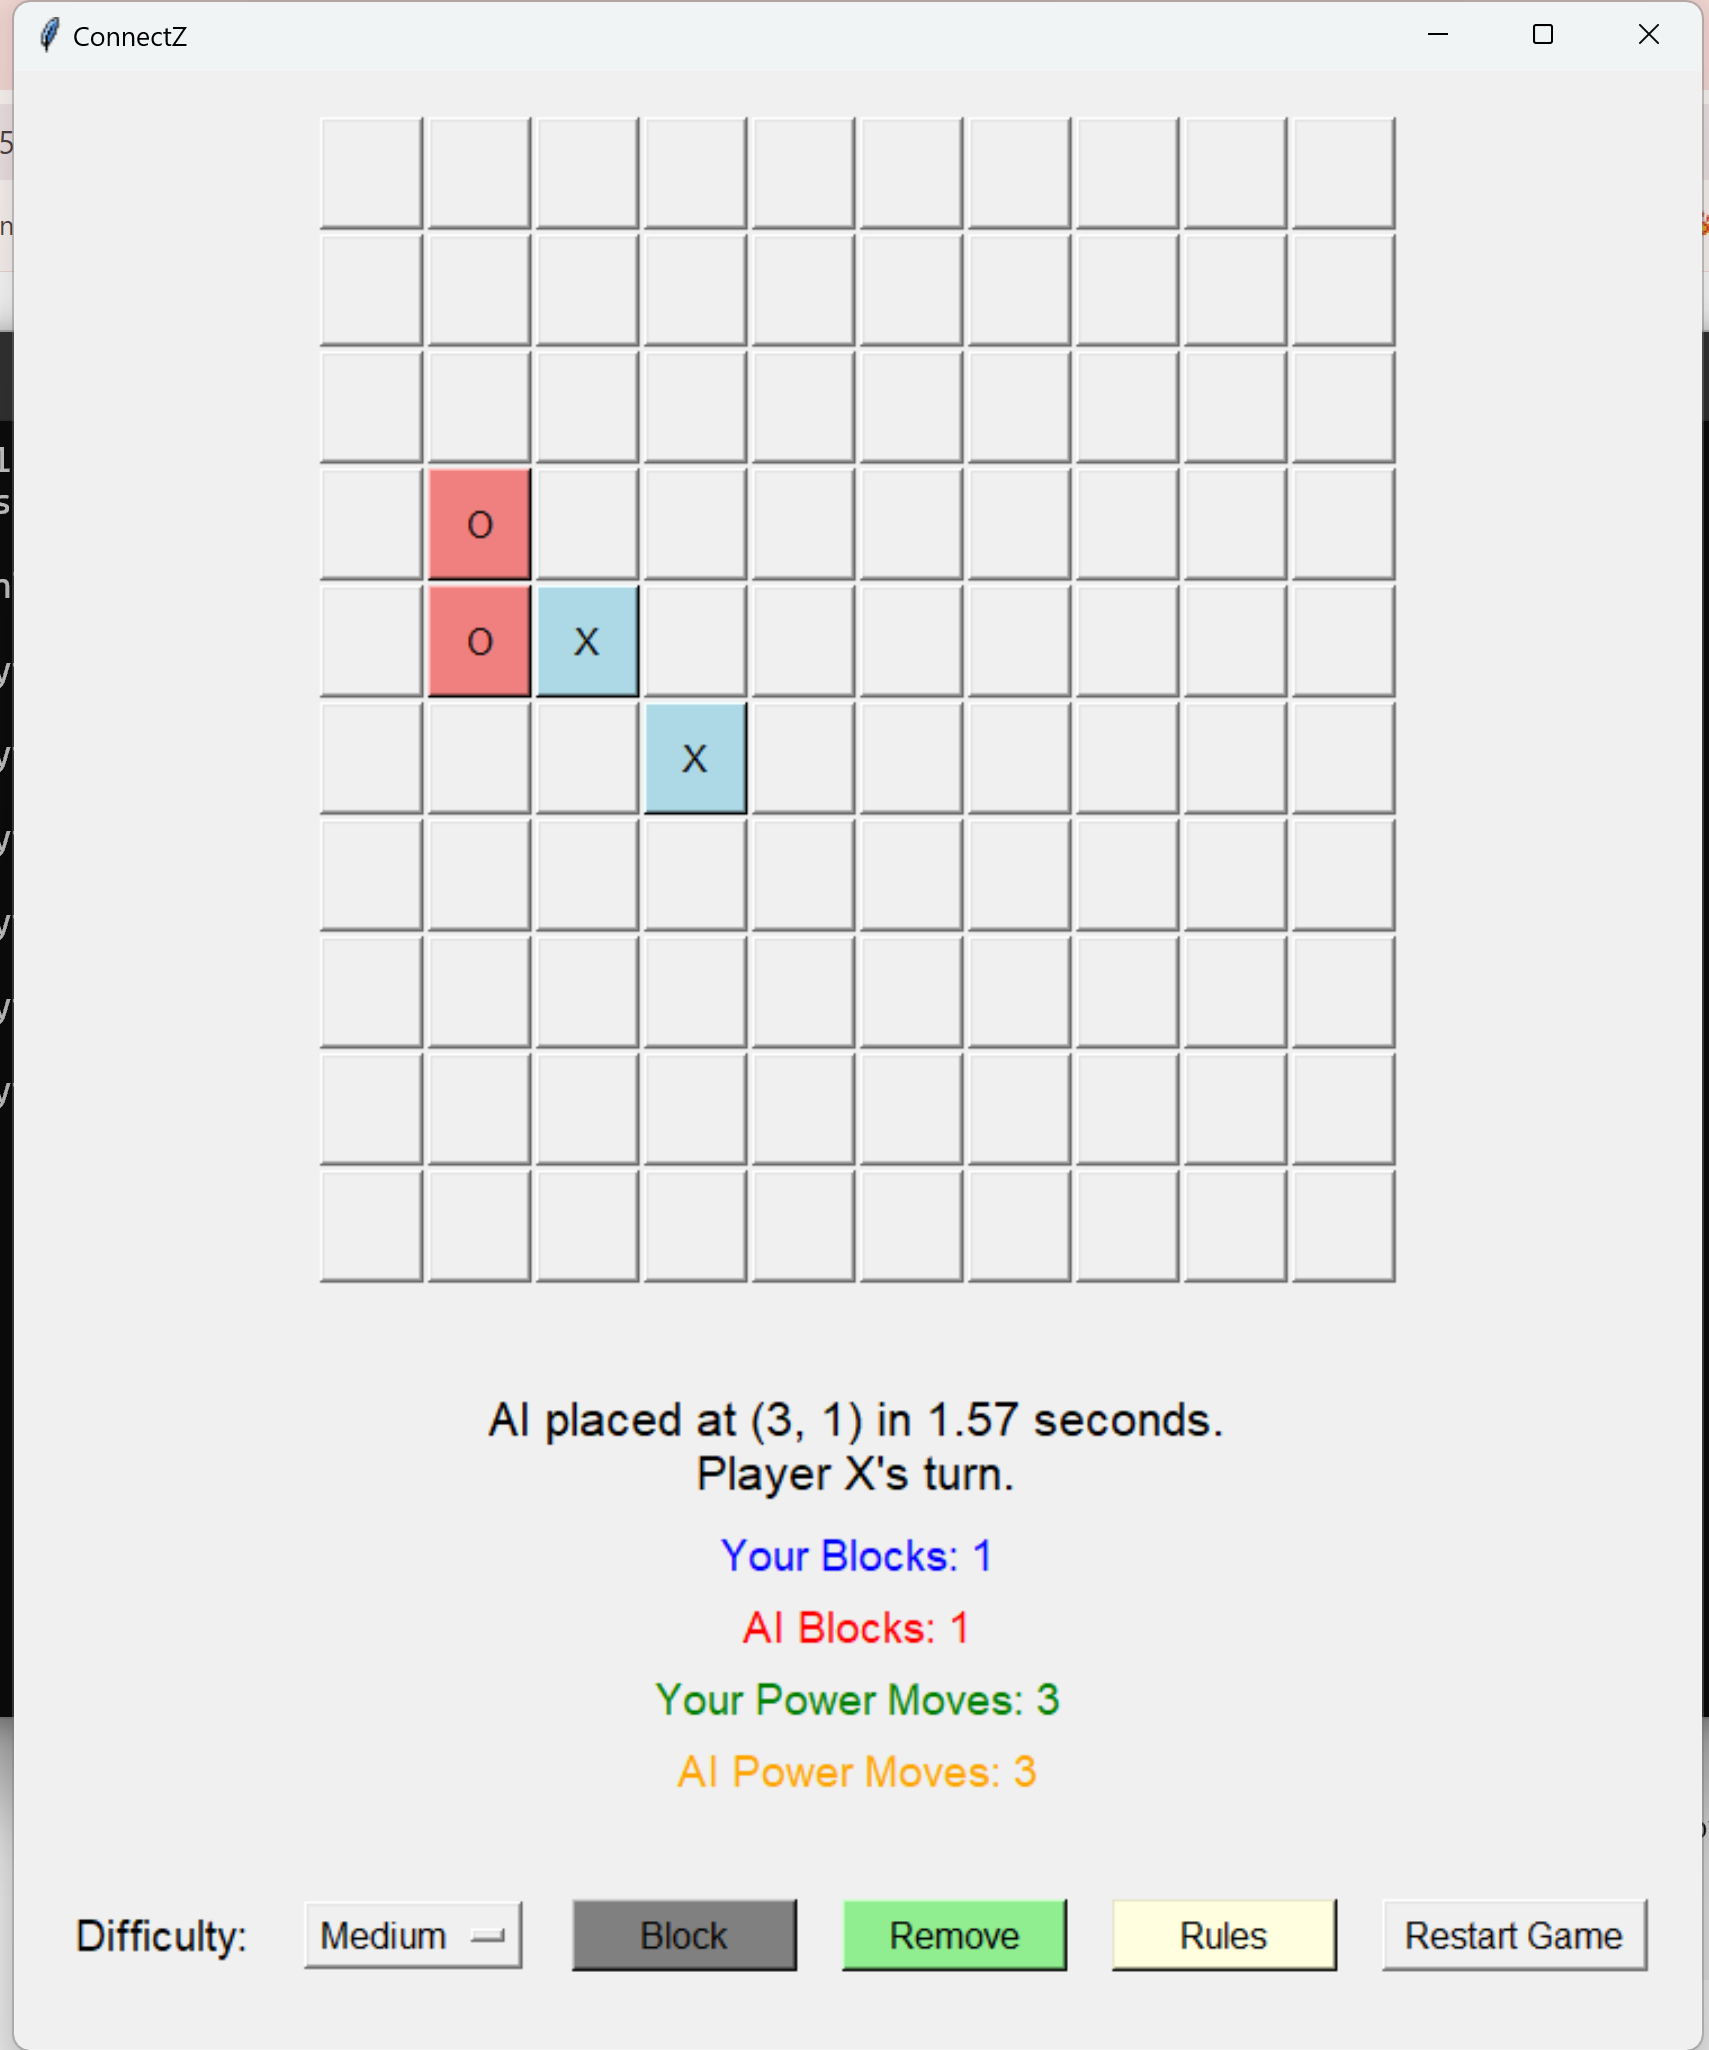 ConnectZ
O
O X
X
AI placed at (3, 1) in 1.57 seconds.
Player X's turn.
Your Blocks: 1
AI Blocks: 1
Your Power Moves: 3
AI Power Moves: 3
Difficulty: Medium Block Remove Rules Restart Game